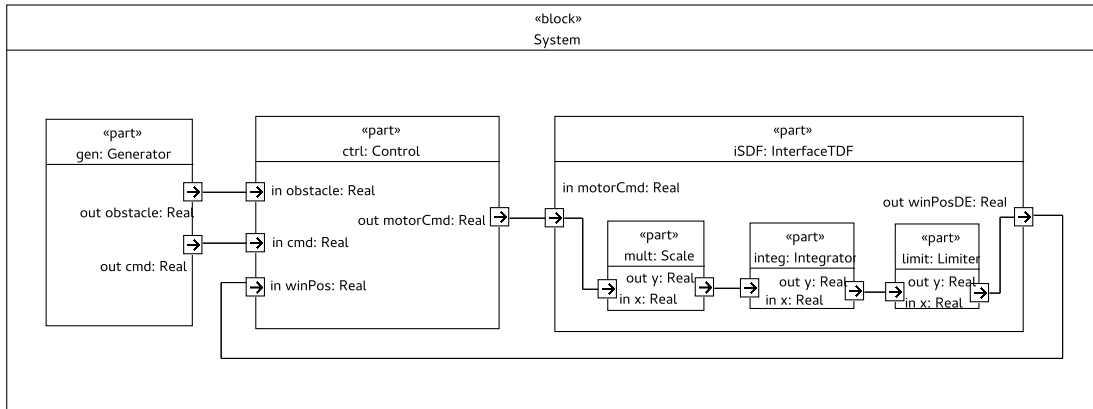 «block»
System
«part»
gen: Generator
out obstacle: Real
out cmd: Real
«part»
ctrl: Control
in obstacle: Real
out motorCmd: Real
in cmd: Real
in winPos: Real
«part»
iSDF: InterfaceTDF
in motorCmd: Real
out winPosDE: Real
«part»
mult: Scale
out y: Real
in x: Real
«part»
integ: Integrator
out y: Real
in x: Real
«part»
limit: Limiter
out y: Real
in x: Real